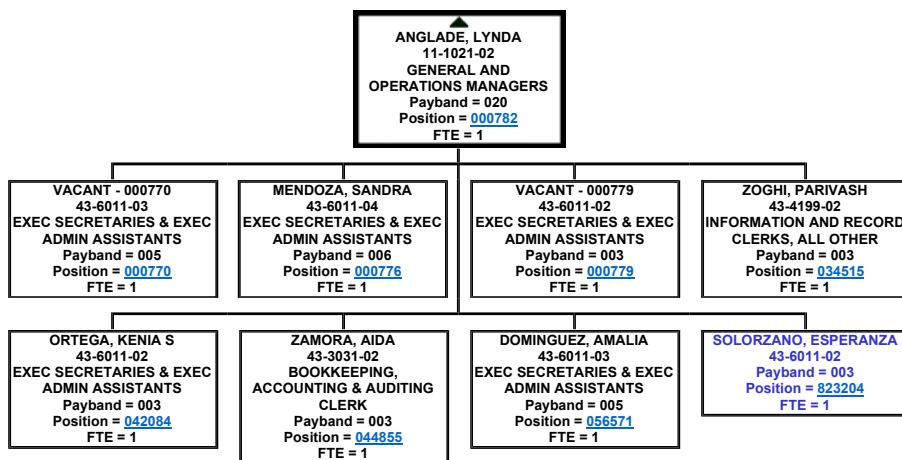 ANGLADE, LYNDA
11-1021-02
GENERAL AND
OPERATIONS MANAGERS
Payband = 020
Position = 000782
FTE = 1
VACANT - 000770
43-6011-03
EXEC SECRETARIES & EXEC
ADMIN ASSISTANTS
Payband = 005
Position = 000770
FTE = 1
MENDOZA, SANDRA
43-6011-04
EXEC SECRETARIES & EXEC
ADMIN ASSISTANTS
Payband = 006
Position = 000776
FTE = 1
VACANT - 000779
43-6011-02
EXEC SECRETARIES & EXEC
ADMIN ASSISTANTS
Payband = 003
Position = 000779
FTE = 1
ZOGHI, PARIVASH
43-4199-02
INFORMATION AND RECORD
CLERKS, ALL OTHER
Payband = 003
Position = 034515
FTE = 1
ORTEGA, KENIA S
43-6011-02
EXEC SECRETARIES & EXEC
ADMIN ASSISTANTS
Payband = 003
Position = 042084
FTE = 1
ZAMORA, AIDA
43-3031-02
BOOKKEEPING,
ACCOUNTING & AUDITING
CLERK
Payband = 003
Position = 044855
FTE = 1
DOMINGUEZ, AMALIA
43-6011-03
EXEC SECRETARIES & EXEC
ADMIN ASSISTANTS
Payband = 005
Position = 056571
FTE = 1
SOLORZANO, ESPERANZA
43-6011-02
Payband = 003
Position = 823204
FTE = 1